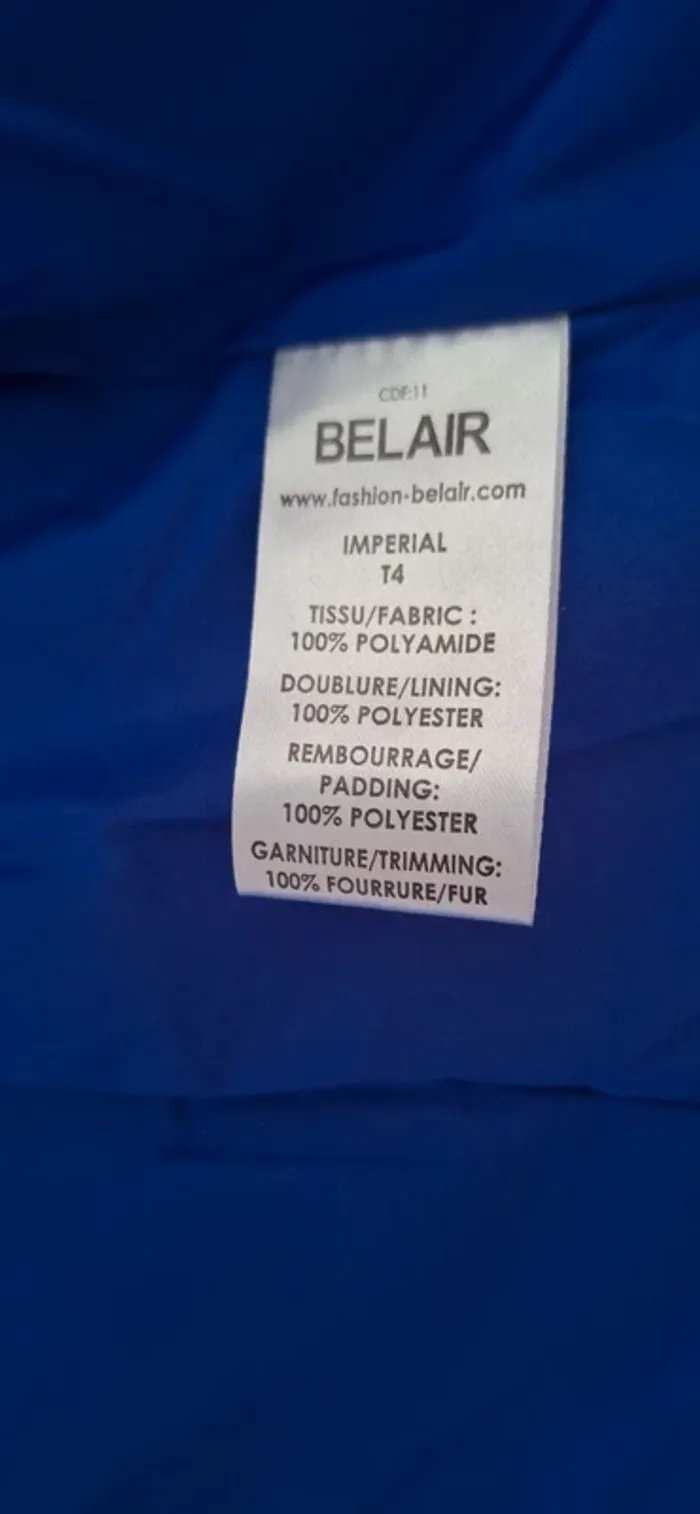 CDF:11
BELAIR
www.fashion-belair.com
IMPERIAL
T4
TISSU/FABRIC :
100% POLYAMIDE
DOUBLURE/LINING:
100% POLYESTER
REMBOURRAGE/
PADDING:
100% POLYESTER
GARNITURE/TRIMMING:
100% FOURRURE/FUR